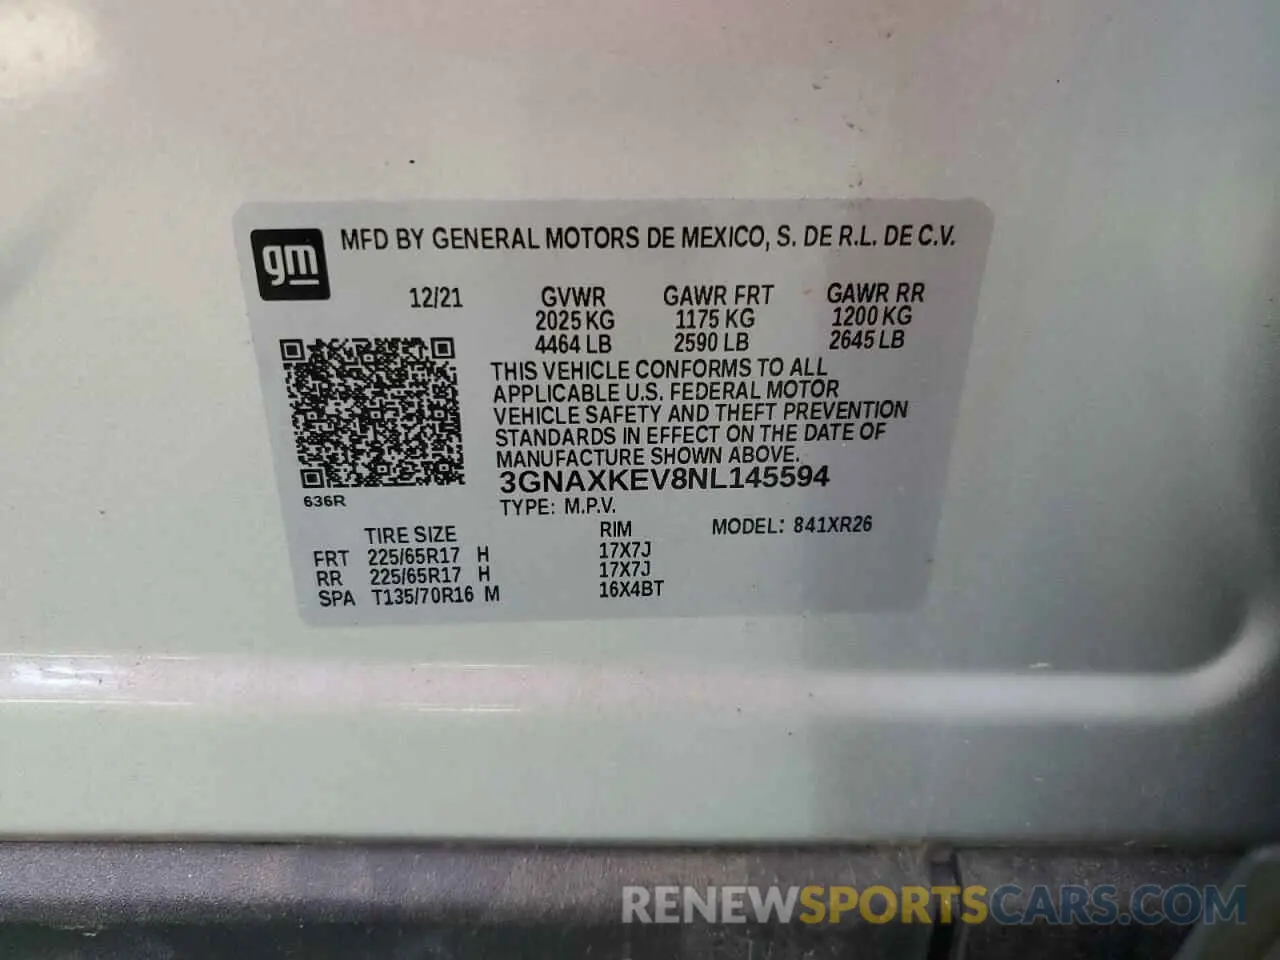 gm
MFD BY GENERAL MOTORS DE MEXICO, S. DE R.L. DE C.V.
12/21 GVWR GAWR FRT GAWR RR
2025 KG 1175 KG 1200 KG
4464 LB 2590 LB 2645 LB
THIS VEHICLE CONFORMS TO ALL
APPLICABLE U.S. FEDERAL MOTOR
VEHICLE SAFETY AND THEFT PREVENTION
STANDARDS IN EFFECT ON THE DATE OF
MANUFACTURE SHOWN ABOVE.
3GNAXKEV8NL145594
636R
TYPE: M.P.V.
TIRE SIZE RIM MODEL: 841XR26
FRT 225/65R17 H 17X7J
RR 225/65R17 H 17X7J
SPA T135/70R16 M 16X4BT
RENEWSPORTSCARS.COM